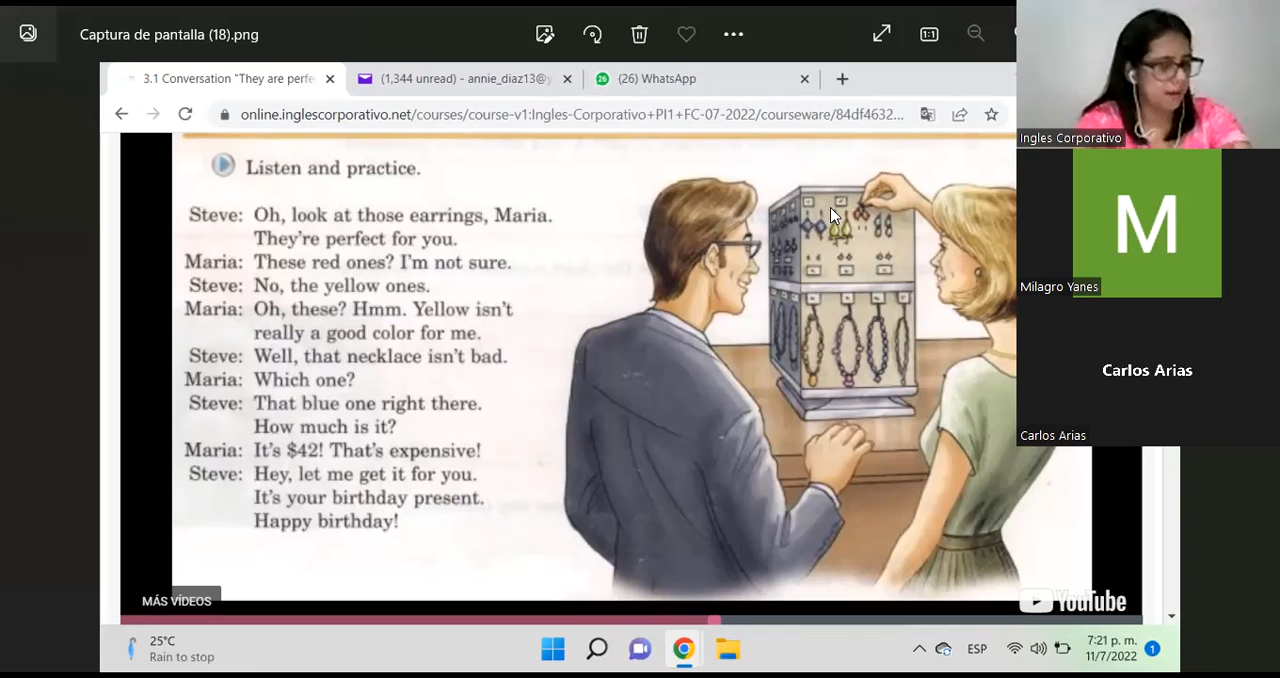 Captura de pantalla (18).png
3.1 Conversation "They are perfe
(1,344 unread) - annie_diaz13@y
(26) WhatsApp
online.inglescorporativo.net/courses/course-v1:Ingles-Corporativo+PI1+FC-07-2022/courseware/84df4632...
Listen and practice.
Steve: Oh, look at those earrings, Maria.
They're perfect for you.
Maria: These red ones? I'm not sure.
Steve: No, the yellow ones.
Maria: Oh, these? Hmm. Yellow isn't
really a good color for me.
Steve: Well, that necklace isn't bad.
Maria: Which one?
Steve: That blue one right there.
How much is it?
Maria: It's $42! That's expensive!
Steve: Hey, let me get it for you.
It's your birthday present.
Happy birthday!
MÁS VÍDEOS
YouTube
25°C
Rain to stop
ESP
7:21 p. m.
11/7/2022
1
1:1
Ingles Corporativo
M
Milagro Yanes
Carlos Arias
Carlos Arias